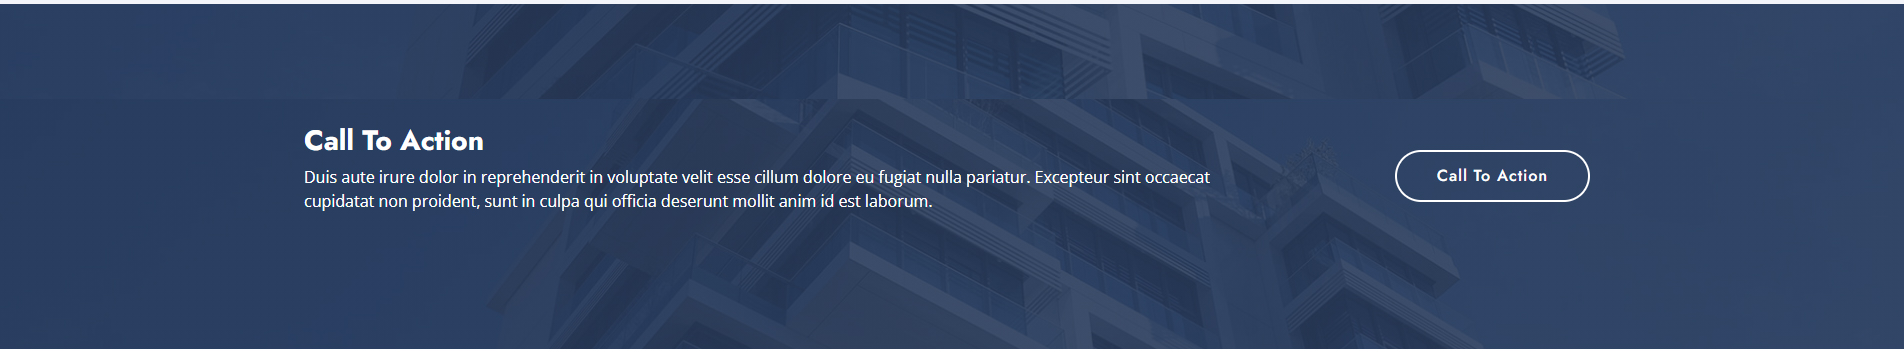 Call To Action
Duis aute irure dolor in reprehenderit in voluptate velit esse cillum dolore eu fugiat nulla pariatur. Excepteur sint occaecat
cupidatat non proident, sunt in culpa qui officia deserunt mollit anim id est laborum.
Call To Action